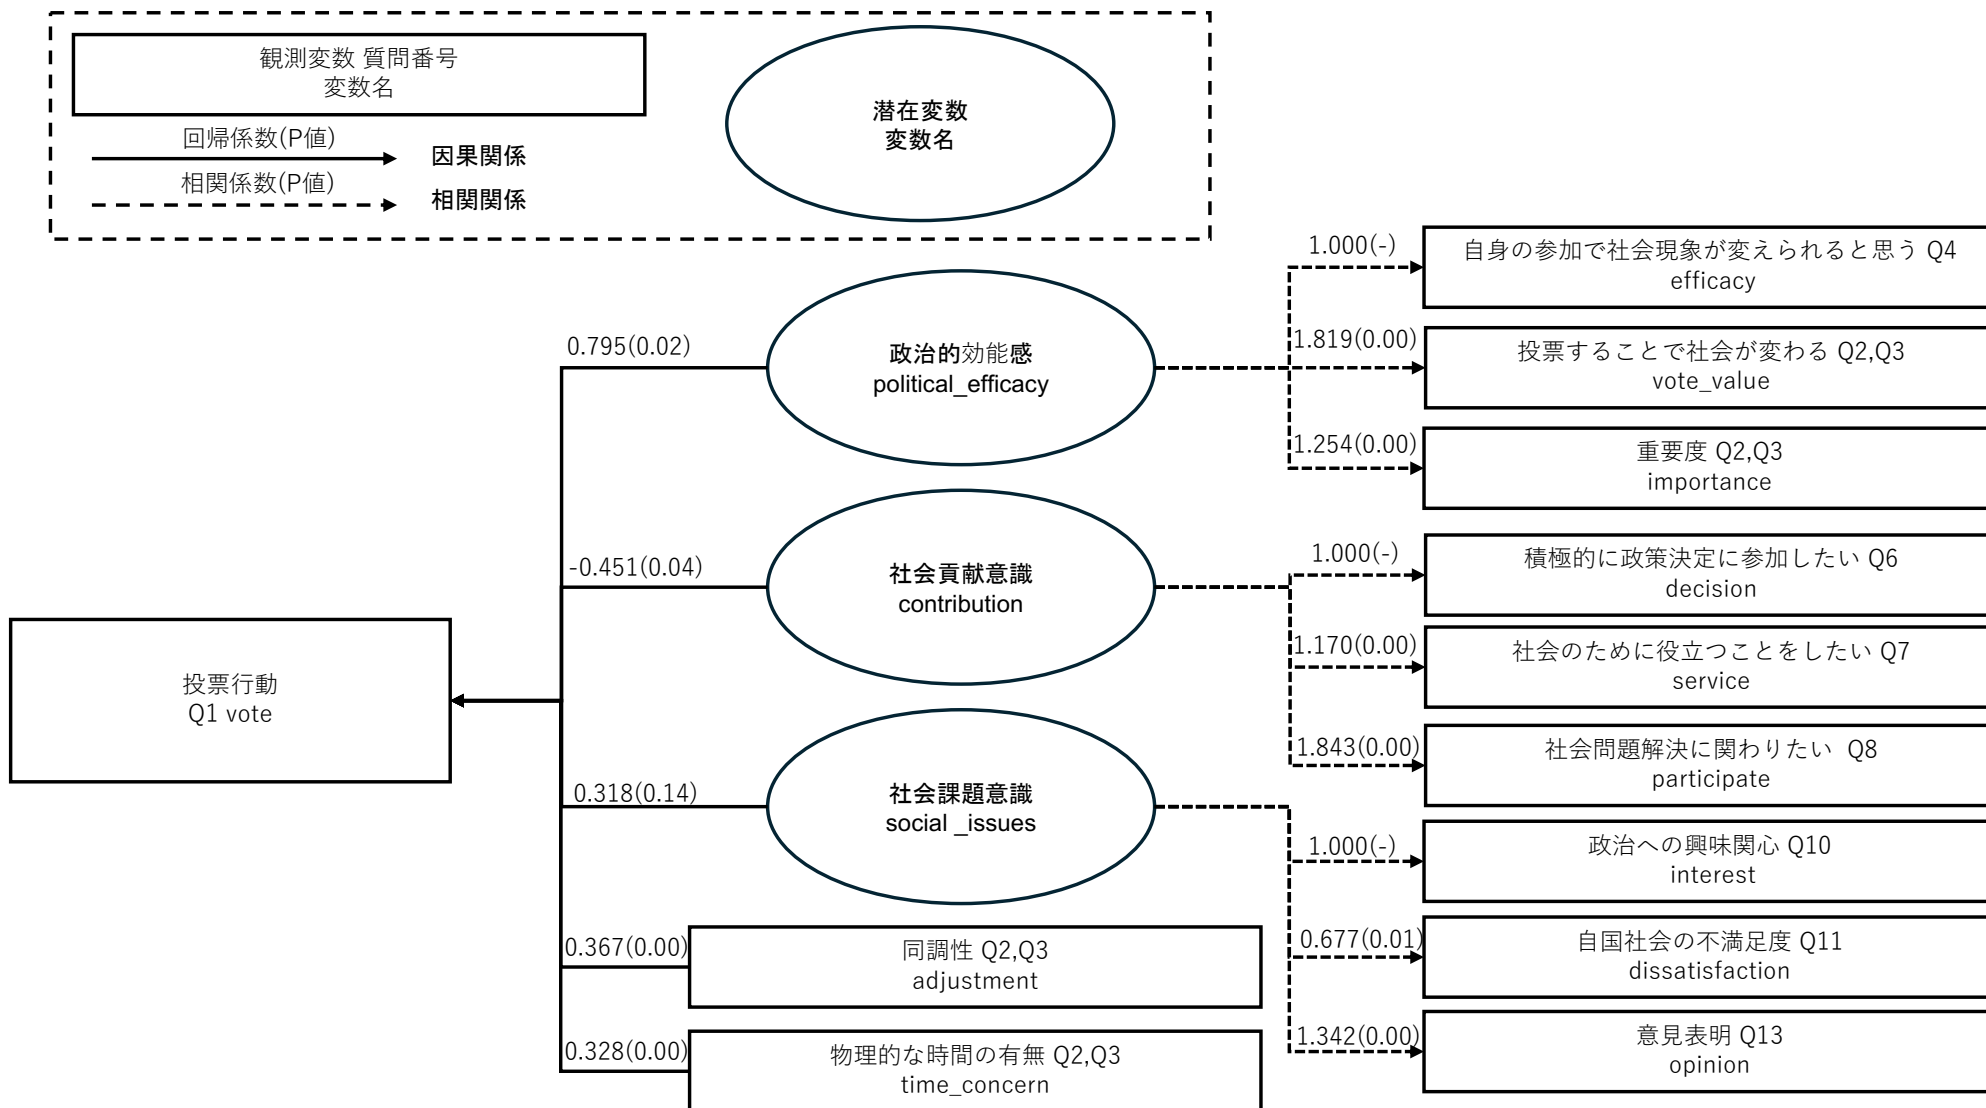 観測変数 質問番号
変数名
回帰係数(P値)
因果関係
相関係数(P値)
相関関係
潜在変数
変数名
投票行動
Q1 vote
0.795(0.02)
政治的効能感
political_efficacy
1.000(-)
自身の参加で社会現象が変えられると思う Q4
efficacy
1.819(0.00)
投票することで社会が変わる Q2,Q3
vote_value
1.254(0.00)
重要度 Q2,Q3
importance
-0.451(0.04)
社会貢献意識
contribution
1.000(-)
積極的に政策決定に参加したい Q6
decision
1.170(0.00)
社会のために役立つことをしたい Q7
service
1.843(0.00)
社会問題解決に関わりたい Q8
participate
0.318(0.14)
社会課題意識
social _issues
1.000(-)
政治への興味関心 Q10
interest
0.677(0.01)
自国社会の不満足度 Q11
dissatisfaction
1.342(0.00)
意見表明 Q13
opinion
0.367(0.00)
同調性 Q2,Q3
adjustment
0.328(0.00)
物理的な時間の有無 Q2,Q3
time_concern